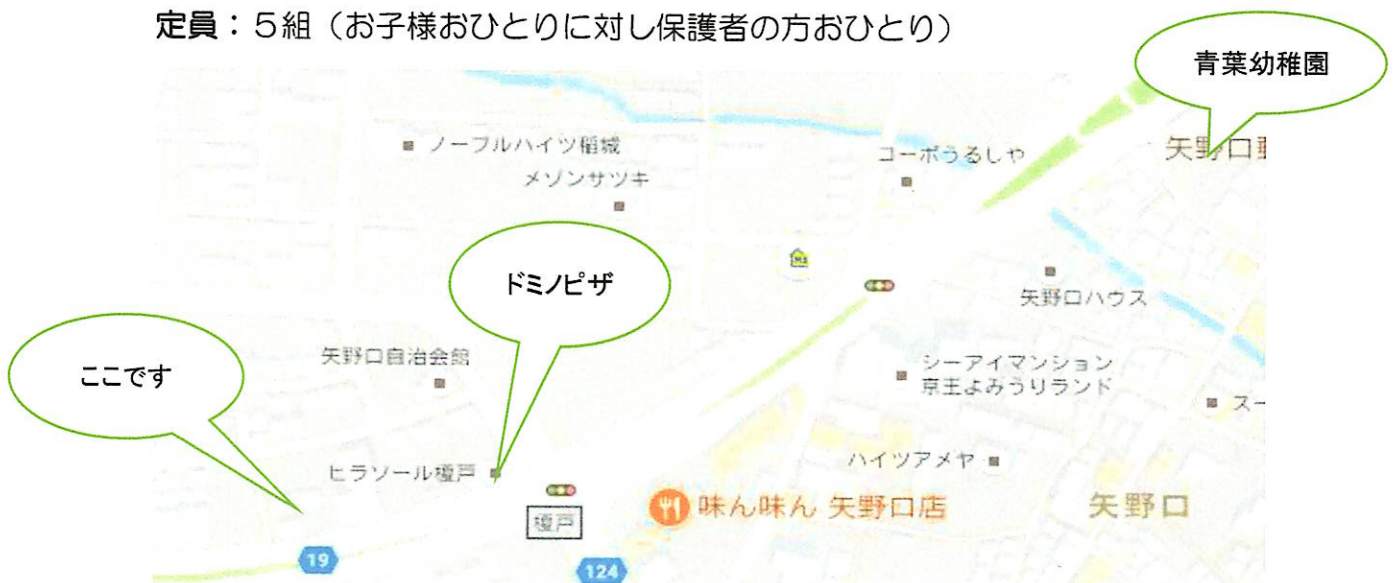 定員：５組（お子様おひとりに対し保護者の方おひとり）
青葉幼稚園
ノーブルハイツ稲城
コーポうるしや
矢野口
メゾンサツキ
ドミノピザ
矢野口ハウス
ここです
矢野口自治会館
シーアイマンション
京王よみうりランド
スー
ヒラソール榎戸
ハイツアメヤ
味ん味ん 矢野口店
矢野口
榎戸
19
124